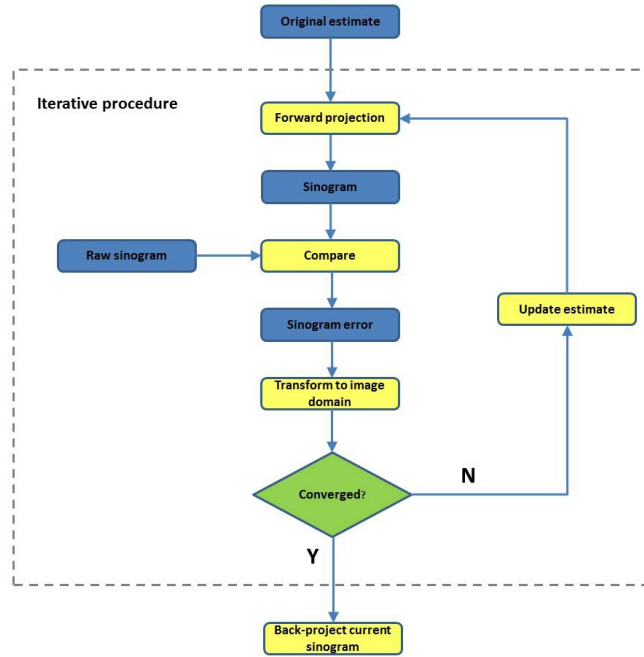 Original estimate
Iterative procedure
Forward projection
Sinogram
Raw sinogram
Compare
Sinogram error
Update estimate
Transform to image
domain
Converged?
N
Y
Back-project current
sinogram